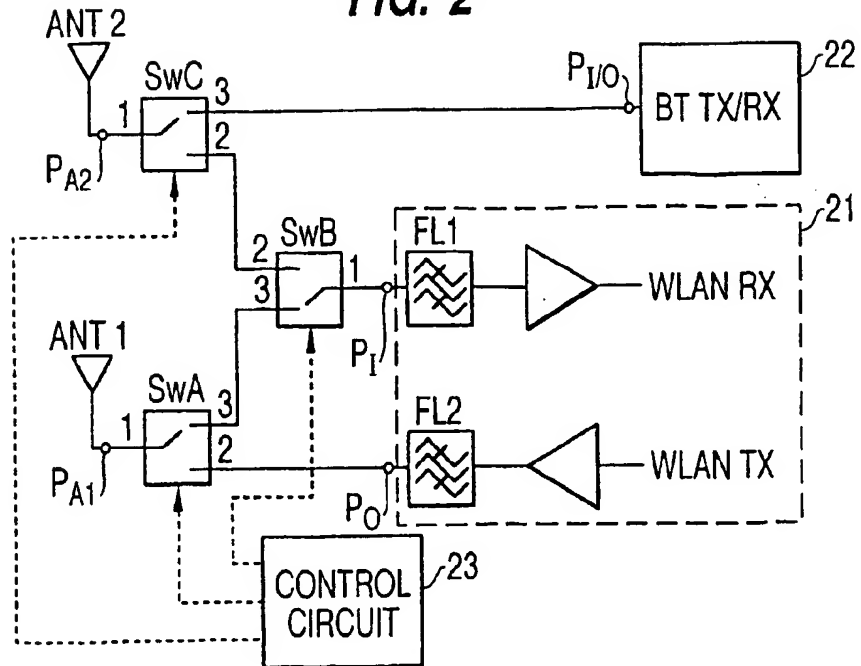 FIG. 2
ANT 2
SwC
1
3
2
PA2
PI/O
BT TX/RX
22
21
SwB
2
3
1
PI
FL1
WLAN RX
ANT 1
SwA
1
3
2
PA1
PO
FL2
WLAN TX
CONTROL
CIRCUIT
23